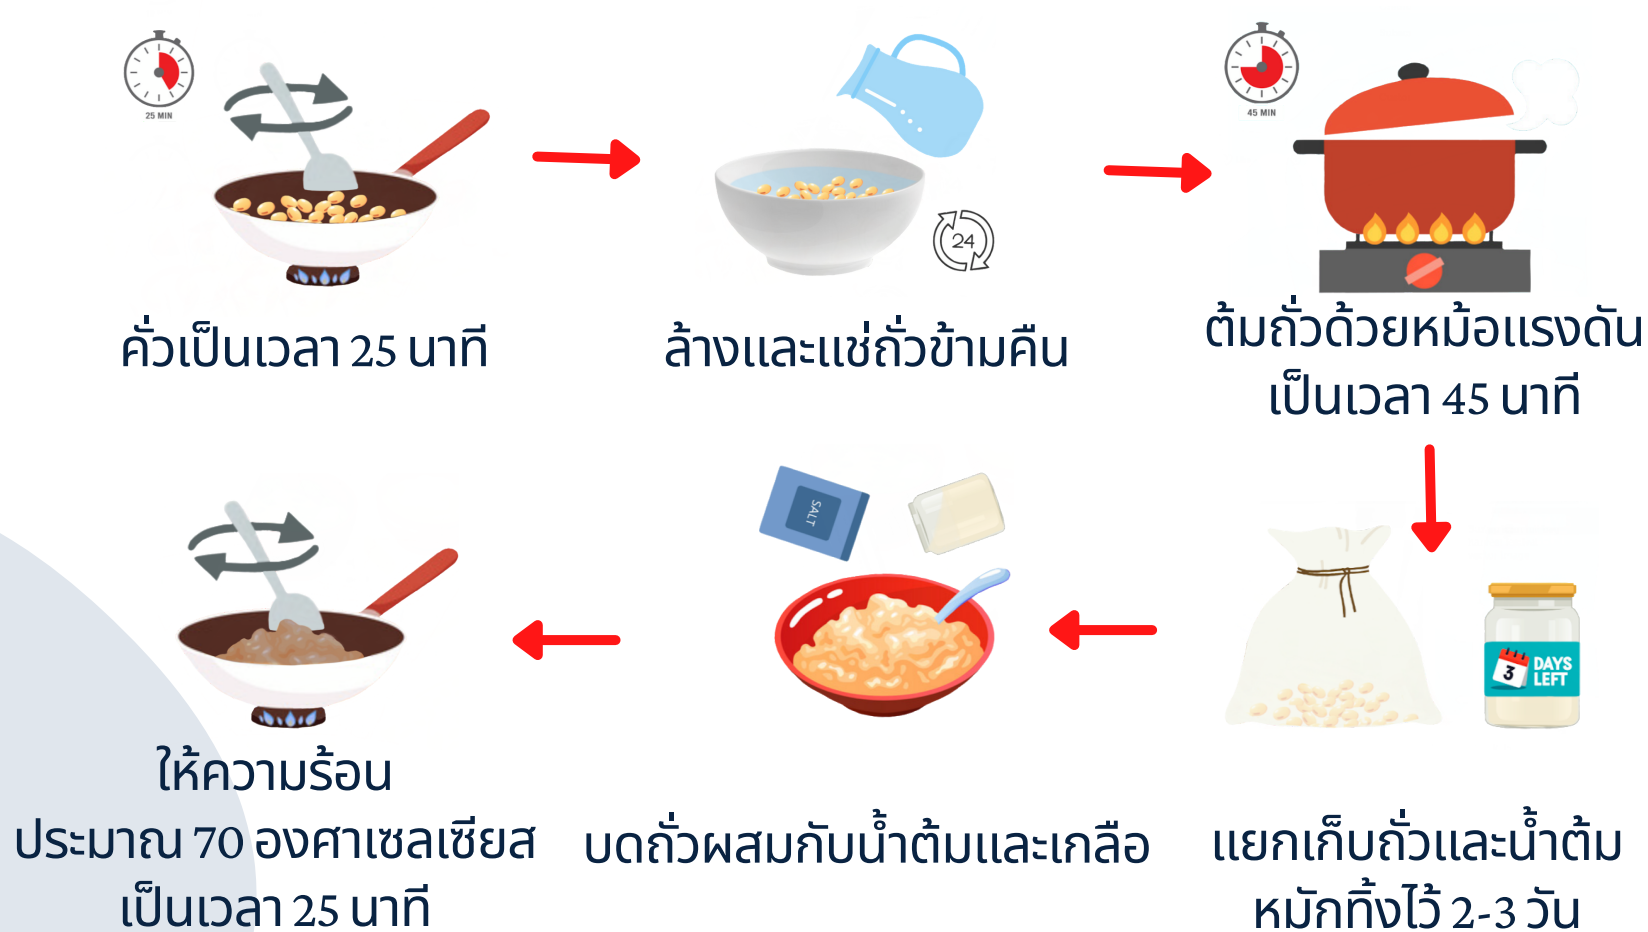 25 MIN
คั่วเป็นเวลา 25 นาที
24
ล้างและแช่ถั่วข้ามคืน
45 MIN
ต้มถั่วด้วยหม้อแรงดัน
เป็นเวลา 45 นาที
3 DAYS
LEFT
แยกเก็บถั่วและน้ำต้ม
หมักทิ้งไว้ 2-3 วัน
SALT
บดถั่วผสมกับน้ำต้มและเกลือ
ให้ความร้อน
ประมาณ 70 องศาเซลเซียส
เป็นเวลา 25 นาที